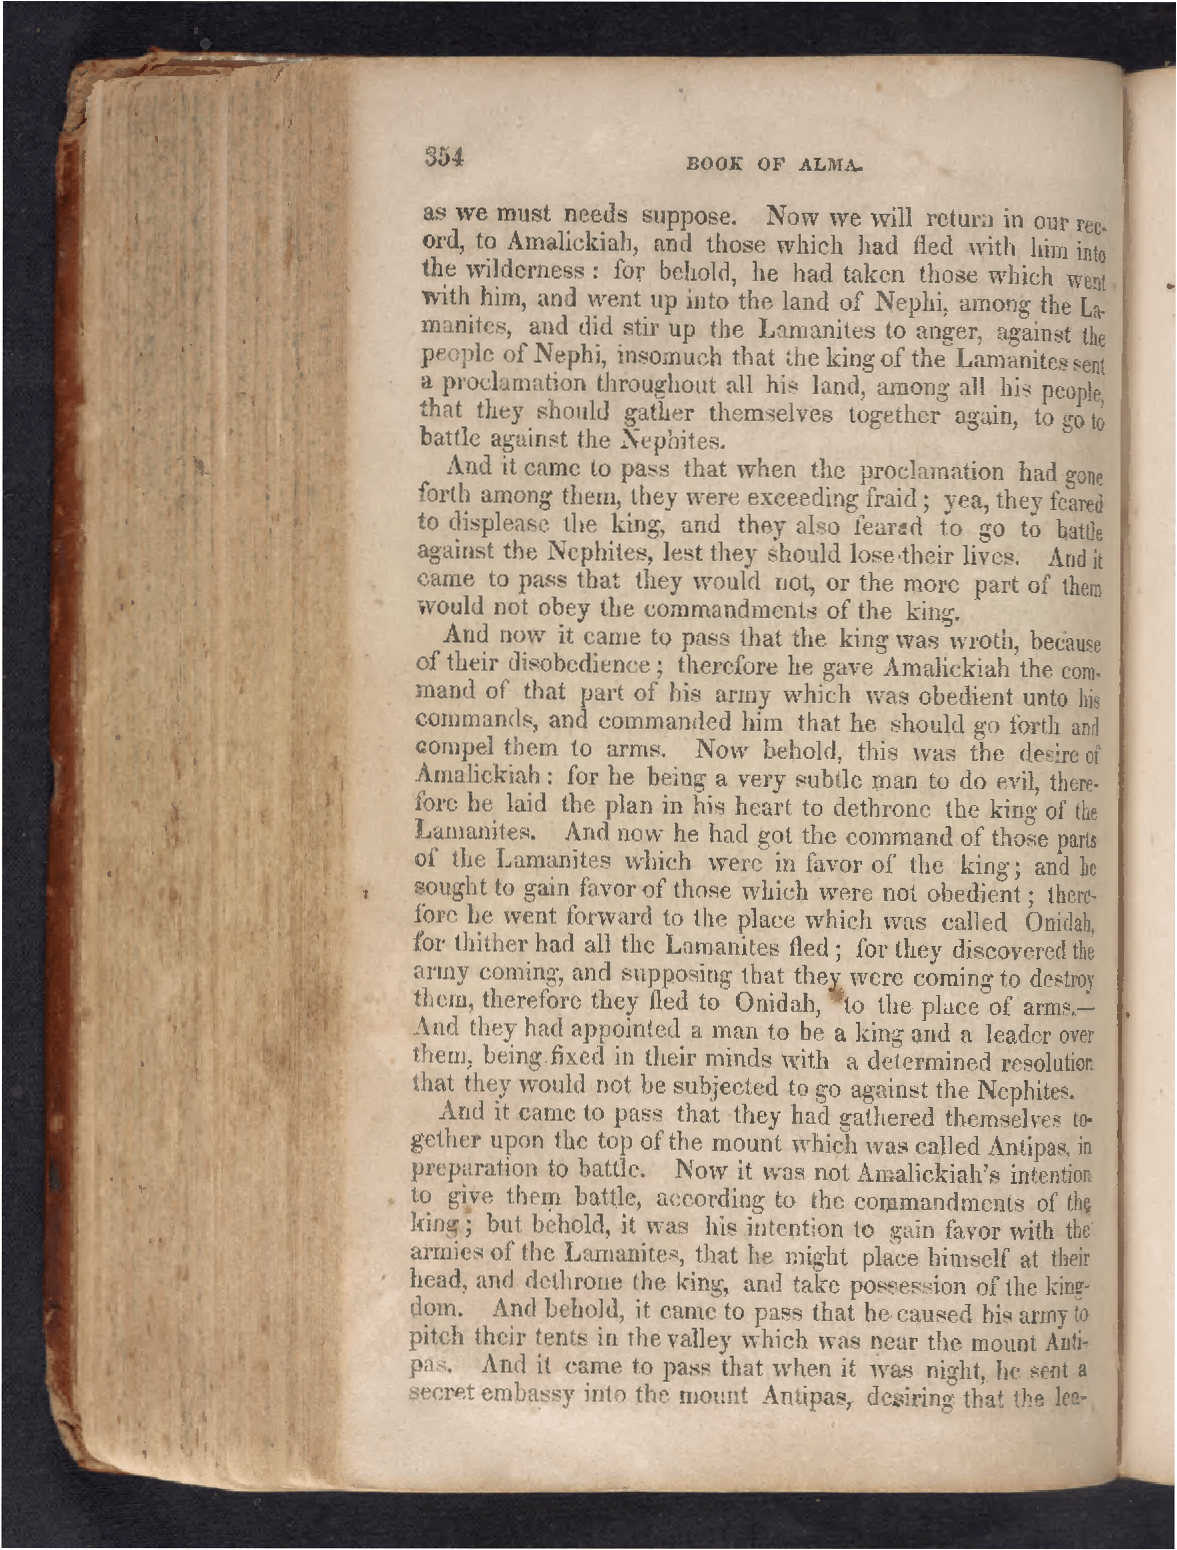 354
BOOK OF ALMA.
as we must needs suppose. Now we will return in our rec-
ord, to Amalickiah, and those which had fled with him into
the wilderness : for behold, he had taken those which went
with him, and went up into the land of Nephi, among the La-
manites, and did stir up the Lamanites to anger, against the
people of Nephi, insomuch that the king of the Lamanites sent
a proclamation throughout all his land, among all his people,
that they should gather themselves together again, to go to
battle against the Nephites.
And it came to pass that when the proclamation had gone
forth among them, they were exceeding fraid ; yea, they feared
to displease the king, and they also feared to go to battle
against the Nephites, lest they should lose their lives. And it
came to pass that they would not, or the more part of them
would not obey the commandments of the king.
And now it came to pass that the king was wroth, because
of their disobedience ; therefore he gave Amalickiah the com-
mand of that part of his army which was obedient unto his
commands, and commanded him that he should go forth and
compel them to arms. Now behold, this was the desire of
Amalickiah : for he being a very subtle man to do evil, there-
fore he laid the plan in his heart to dethrone the king of the
Lamanites. And now he had got the command of those parts
of the Lamanites which were in favor of the king ; and he
sought to gain favor of those which were not obedient ; there-
fore he went forward to the place which was called Onidah,
for thither had all the Lamanites fled ; for they discovered the
army coming, and supposing that they were coming to destroy
them, therefore they fled to Onidah, to the place of arms.—
And they had appointed a man to be a king and a leader over
them, being fixed in their minds with a determined resolution
that they would not be subjected to go against the Nephites.
And it came to pass that they had gathered themselves to-
gether upon the top of the mount which was called Antipas, in
preparation to battle. Now it was not Amalickiah's intention
to give them battle, according to the commandments of the
king ; but behold, it was his intention to gain favor with the
armies of the Lamanites, that he might place himself at their
head, and dethrone the king, and take possession of the king-
dom. And behold, it came to pass that he caused his army to
pitch their tents in the valley which was near the mount Anti-
pas. And it came to pass that when it was night, he sent a
secret embassy into the mount Antipas, desiring that the lea-